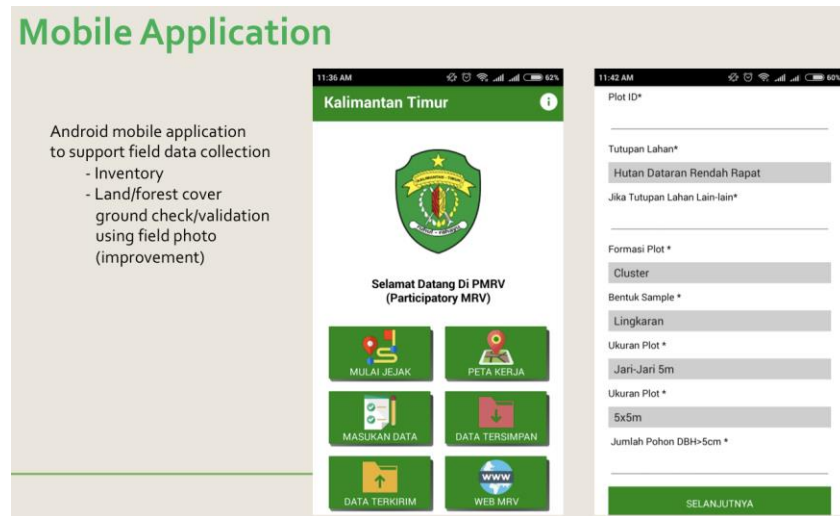 Mobile Application
Android mobile application
to support field data collection
- Inventory
- Land/forest cover
ground check/validation
using field photo
(improvement)
11:36 AM
62%
Kalimantan Timur
Selamat Datang Di PMRV
(Participatory MRV)
MULAI JEJAK
PETA KERJA
MASUKAN DATA
DATA TERSIMPAN
DATA TERKIRIM
WWW
WEB MRV
11:42 AM
60%
Plot ID*
Tutupan Lahan*
Hutan Dataran Rendah Rapat
Jika Tutupan Lahan Lain-lain*
Formasi Plot *
Cluster
Bentuk Sample *
Lingkaran
Ukuran Plot *
Jari-Jari 5m
Ukuran Plot *
5x5m
Jumlah Pohon DBH>5cm *
SELANJUTNYA